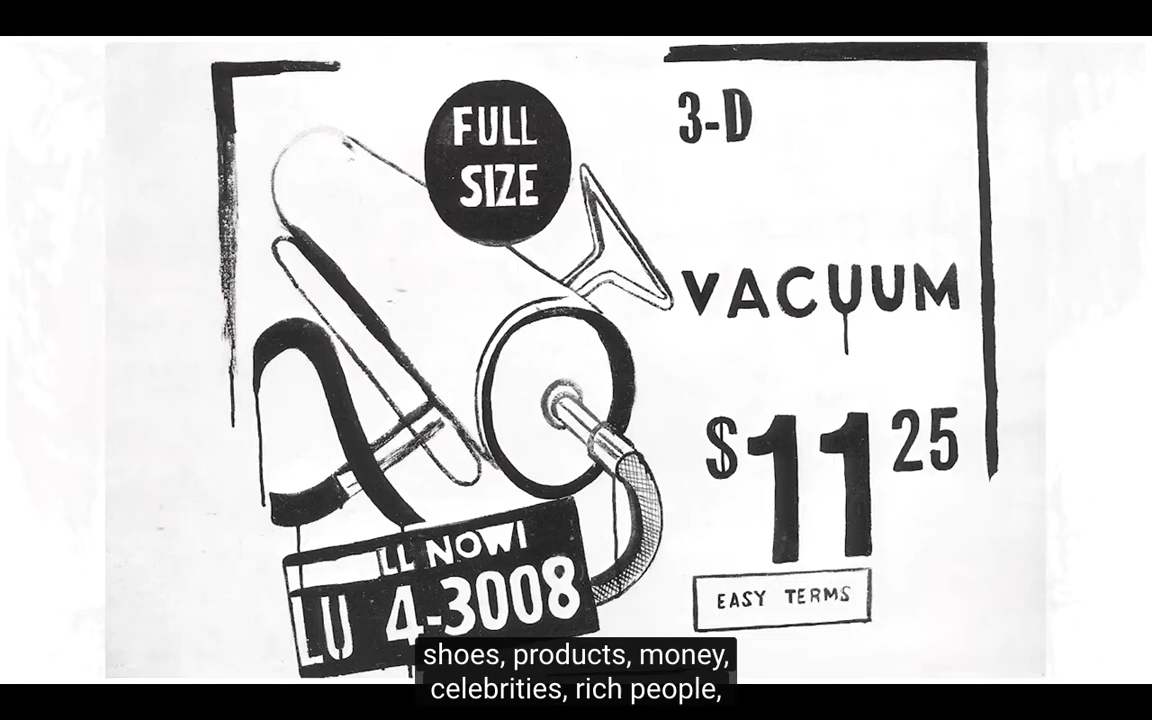 FULL
SIZE
3-D
VACUUM
$11 25
EASY TERMS
LL NOW!
LU 4-3008
shoes, products, money,
celebrities, rich people,